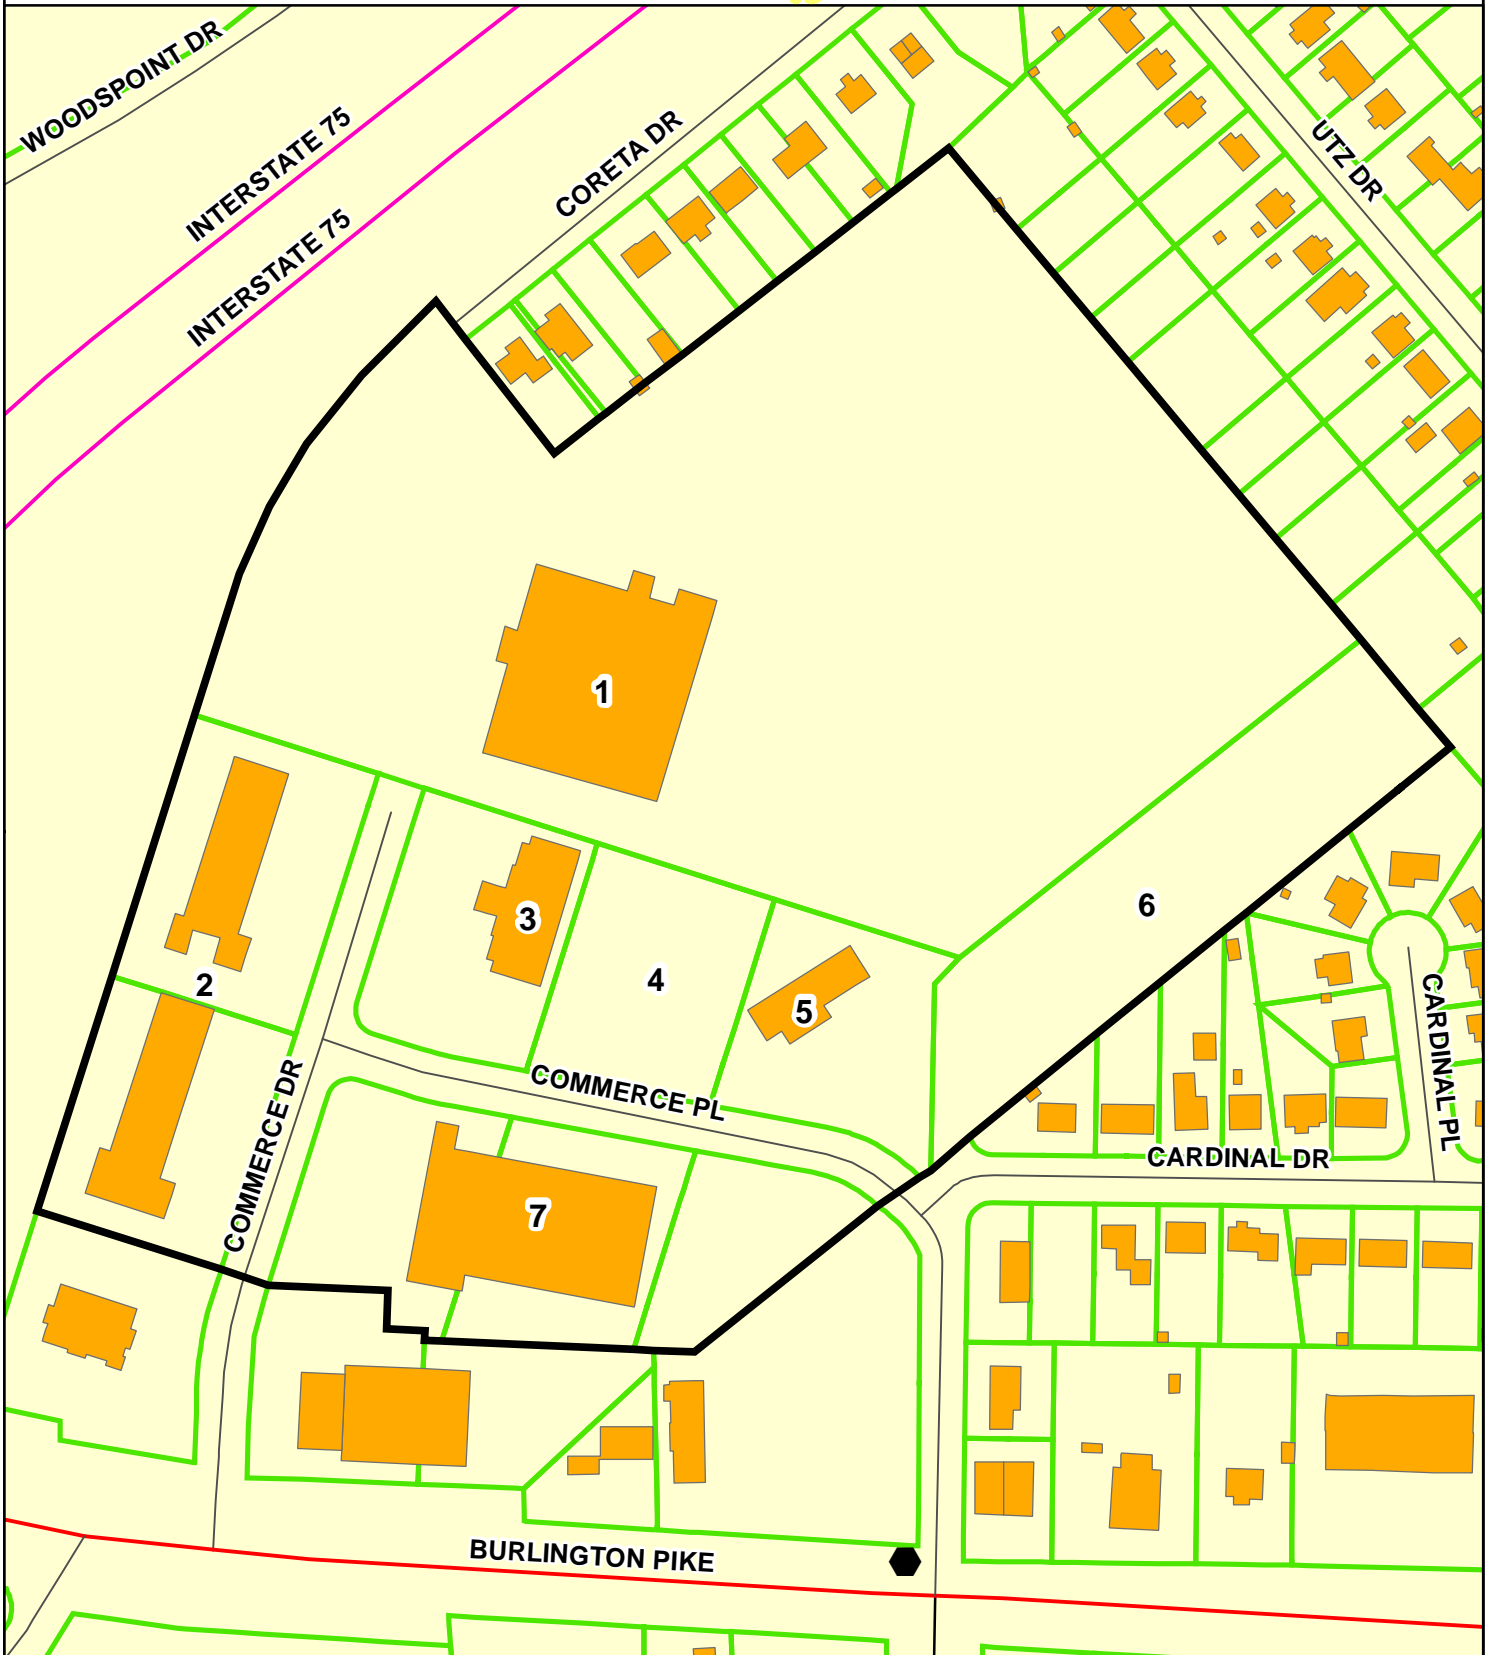 WOODSPOINT DR
INTERSTATE 75
INTERSTATE 75
CORETA DR
UTZ DR
1
2
3
4
5
6
7
COMMERCE PL
COMMERCE DR
CARDINAL PL
CARDINAL DR
BURLINGTON PIKE